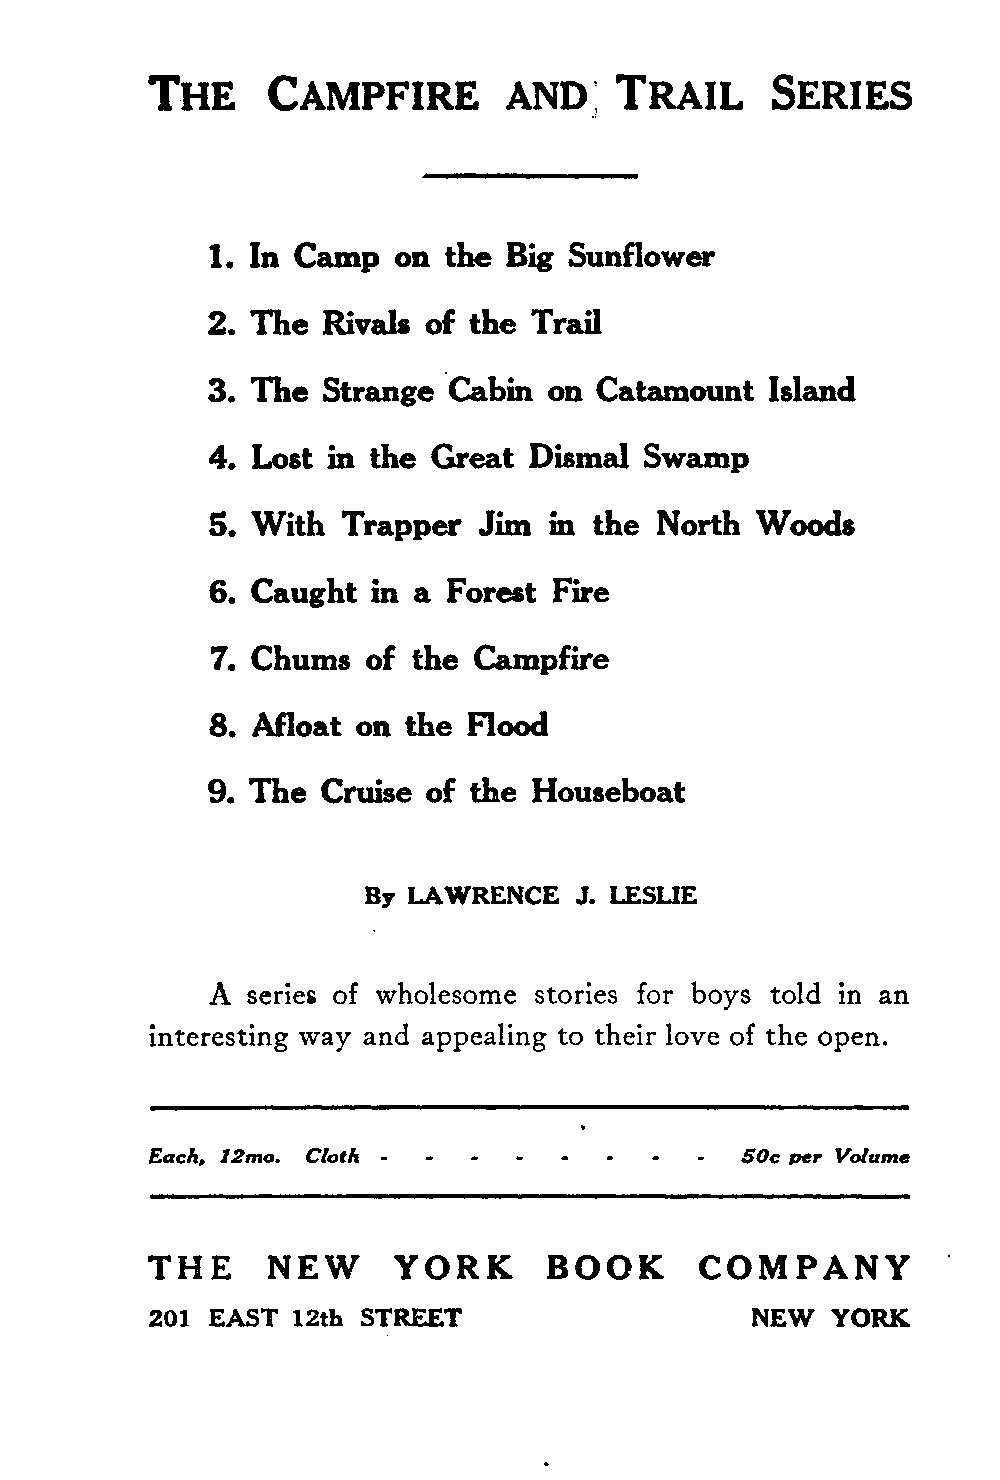 THE CAMPFIRE AND TRAIL SERIES
1. In Camp on the Big Sunflower
2. The Rivals of the Trail
3. The Strange Cabin on Catamount Island
4. Lost in the Great Dismal Swamp
5. With Trapper Jim in the North Woods
6. Caught in a Forest Fire
7. Chums of the Campfire
8. Afloat on the Flood
9. The Cruise of the Houseboat
By LAWRENCE J. LESLIE
A series of wholesome stories for boys told in an
interesting way and appealing to their love of the open.
Each, 12mo. Cloth - - - - - - - - 50c per Volume
THE NEW YORK BOOK COMPANY
201 EAST 12th STREET NEW YORK